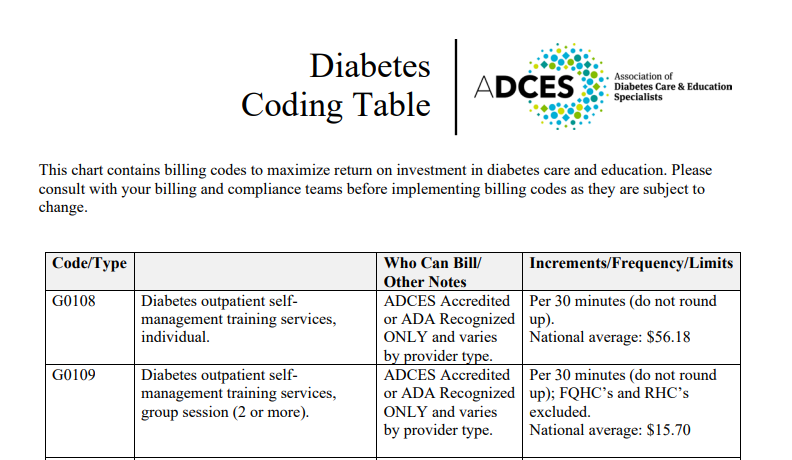 Diabetes
Coding Table
ADCES
Association of
Diabetes Care & Education
Specialists
This chart contains billing codes to maximize return on investment in diabetes care and education. Please
consult with your billing and compliance teams before implementing billing codes as they are subject to
change.
Code/Type
Who Can Bill/
Other Notes
Increments/Frequency/Limits
G0108
Diabetes outpatient self-
management training services,
individual.
ADCES Accredited
or ADA Recognized
ONLY and varies
by provider type.
Per 30 minutes (do not round
up).
National average: $56.18
G0109
Diabetes outpatient self-
management training services,
group session (2 or more).
ADCES Accredited
or ADA Recognized
ONLY and varies
by provider type.
Per 30 minutes (do not round
up); FQHC’s and RHC’s
excluded.
National average: $15.70